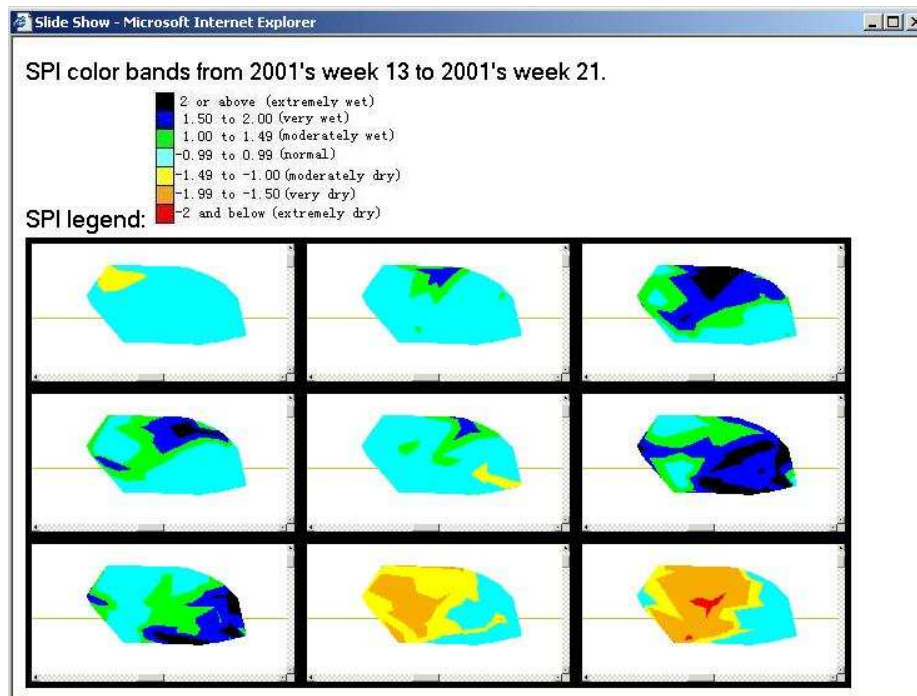 Slide Show - Microsoft Internet Explorer
SPI color bands from 2001's week 13 to 2001's week 21.
2 or above (extremely wet)
1.50 to 2.00 (very wet)
1.00 to 1.49 (moderately wet)
-0.99 to 0.99 (normal)
-1.49 to -1.00 (moderately dry)
-1.99 to -1.50 (very dry)
-2 and below (extremely dry)
SPI legend: